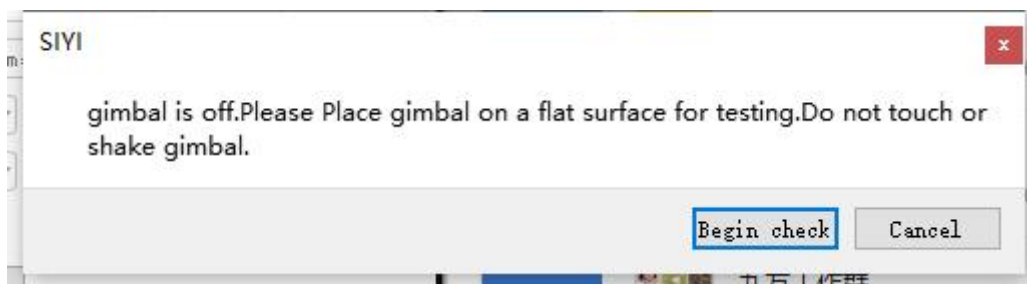 SIYI
gimbal is off.Please Place gimbal on a flat surface for testing.Do not touch or
shake gimbal.
Begin check
Cancel